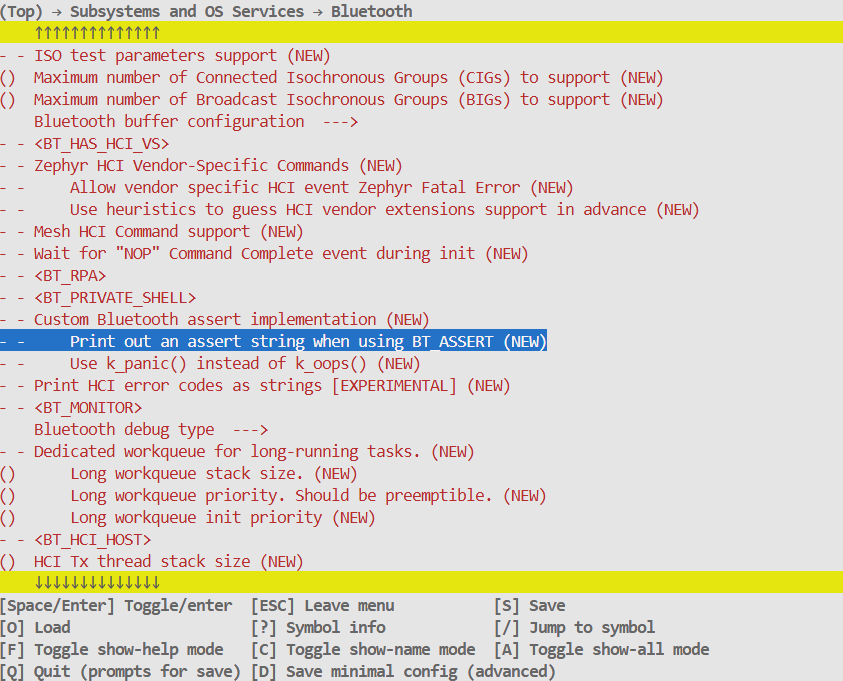 (Top) → Subsystems and OS Services → Bluetooth
↑↑↑↑↑↑↑↑↑↑↑↑↑↑
- - ISO test parameters support (NEW)
() Maximum number of Connected Isochronous Groups (CIGs) to support (NEW)
() Maximum number of Broadcast Isochronous Groups (BIGs) to support (NEW)
Bluetooth buffer configuration --->
- - <BT_HAS_HCI_VS>
- - Zephyr HCI Vendor-Specific Commands (NEW)
- - Allow vendor specific HCI event Zephyr Fatal Error (NEW)
- - Use heuristics to guess HCI vendor extensions support in advance (NEW)
- - Mesh HCI Command support (NEW)
- - Wait for "NOP" Command Complete event during init (NEW)
- - <BT_RPA>
- - <BT_PRIVATE_SHELL>
- - Custom Bluetooth assert implementation (NEW)
- - Print out an assert string when using BT_ASSERT (NEW)
- - Use k_panic() instead of k_oops() (NEW)
- - Print HCI error codes as strings [EXPERIMENTAL] (NEW)
- - <BT_MONITOR>
Bluetooth debug type --->
- - Dedicated workqueue for long-running tasks. (NEW)
() Long workqueue stack size. (NEW)
() Long workqueue priority. Should be preemptible. (NEW)
() Long workqueue init priority (NEW)
- - <BT_HCI_HOST>
() HCI Tx thread stack size (NEW)
↓↓↓↓↓↓↓↓↓↓↓↓↓↓
[Space/Enter] Toggle/enter [ESC] Leave menu [S] Save
[O] Load [?] Symbol info [/] Jump to symbol
[F] Toggle show-help mode [C] Toggle show-name mode [A] Toggle show-all mode
[Q] Quit (prompts for save) [D] Save minimal config (advanced)